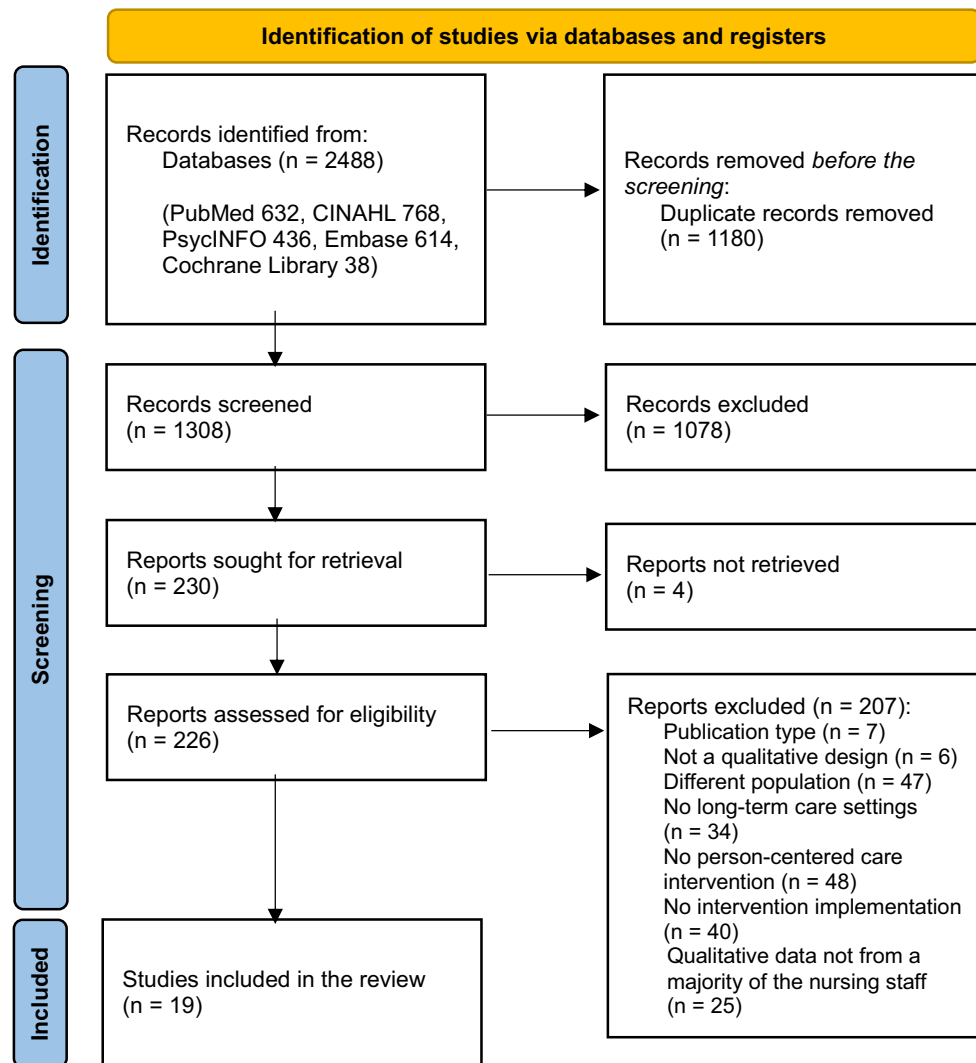 Identification of studies via databases and registers
Identification
Records identified from:
Databases (n = 2488)
(PubMed 632, CINAHL 768,
PsycINFO 436, Embase 614,
Cochrane Library 38)
Records removed before the
screening:
Duplicate records removed
(n = 1180)
Screening
Records screened
(n = 1308)
Records excluded
(n = 1078)
Reports sought for retrieval
(n = 230)
Reports not retrieved
(n = 4)
Reports assessed for eligibility
(n = 226)
Reports excluded (n = 207):
Publication type (n = 7)
Not a qualitative design (n = 6)
Different population (n = 47)
No long-term care settings
(n = 34)
No person-centered care
intervention (n = 48)
No intervention implementation
(n = 40)
Qualitative data not from a
majority of the nursing staff
(n = 25)
Included
Studies included in the review
(n = 19)